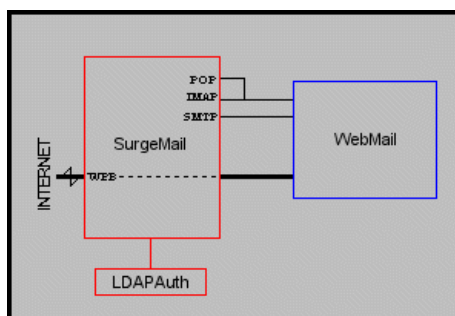 POP
IMAP
SMTP
SurgeMail
WebMail
INTERNET
WEB
LDAPAuth